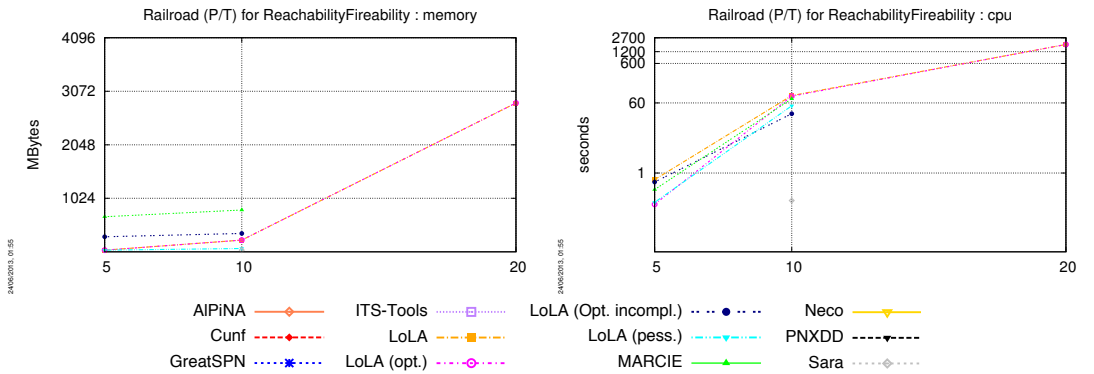 Railroad (P/T) for ReachabilityFireability : memory
4096
3072
2048
1024
MBytes
5
10
20
24/06/2013, 01:55
Railroad (P/T) for ReachabilityFireability : cpu
2700
1200
600
60
1
seconds
5
10
20
24/06/2013, 01:55
AlPiNA
Cunf
GreatSPN
ITS-Tools
LoLA
LoLA (opt.)
LoLA (Opt. incompl.)
LoLA (pess.)
MARCIE
Neco
PNXDD
Sara